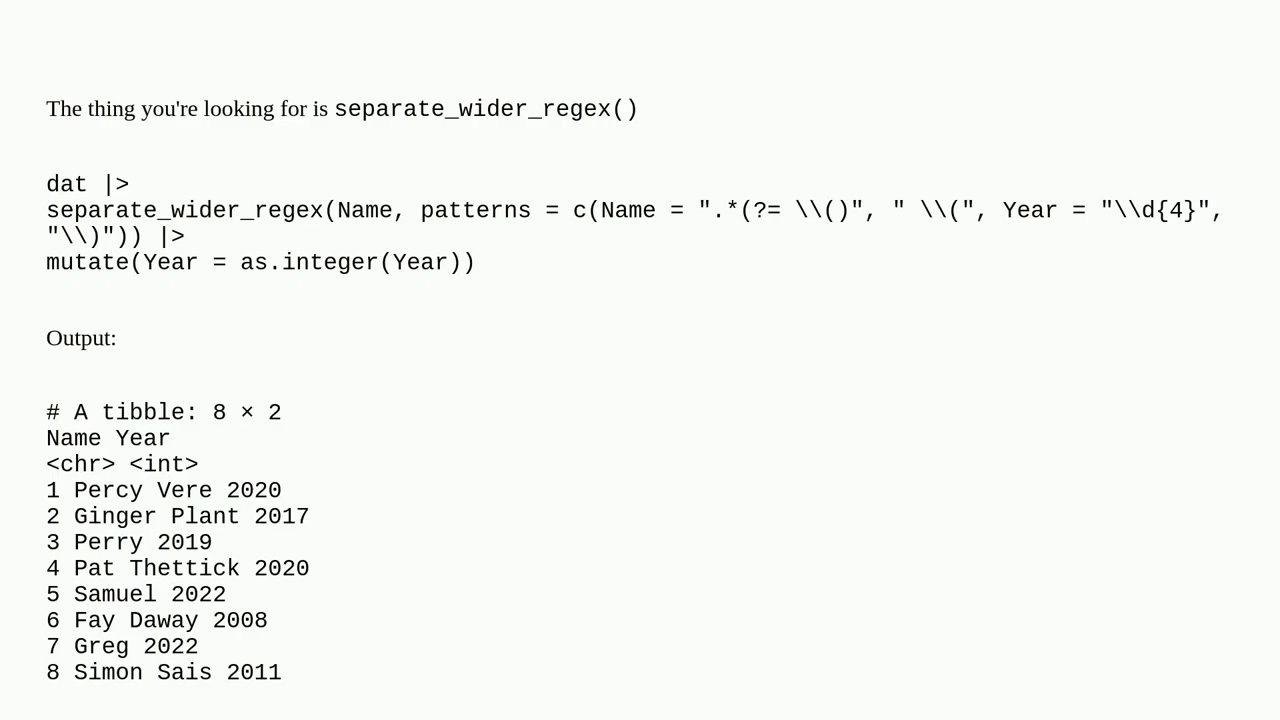 The thing you're looking for is separate_wider_regex()
dat |>
separate_wider_regex(Name, patterns = c(Name = ".*(?= \\()", " \\(", Year = "\\d{4}",
"\\)")) |>
mutate(Year = as.integer(Year))
Output:
# A tibble: 8 × 2
Name Year
<chr> <int>
1 Percy Vere 2020
2 Ginger Plant 2017
3 Perry 2019
4 Pat Thettick 2020
5 Samuel 2022
6 Fay Daway 2008
7 Greg 2022
8 Simon Sais 2011